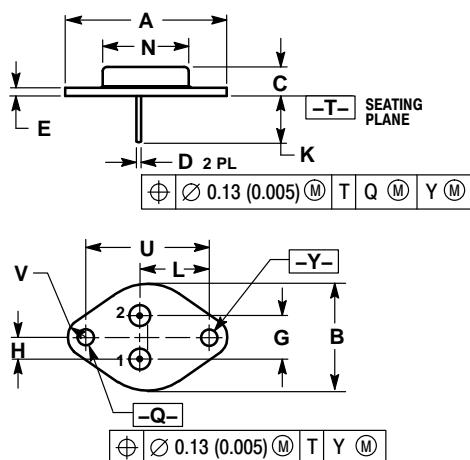 A
N
C
E
–T– SEATING
PLANE
K
D 2 PL
⌖ ∅ 0.13 (0.005) Ⓜ T Q Ⓜ Y Ⓜ
U
V
L
–Y–
2
G
B
H
1
–Q–
⌖ ∅ 0.13 (0.005) Ⓜ T Y Ⓜ